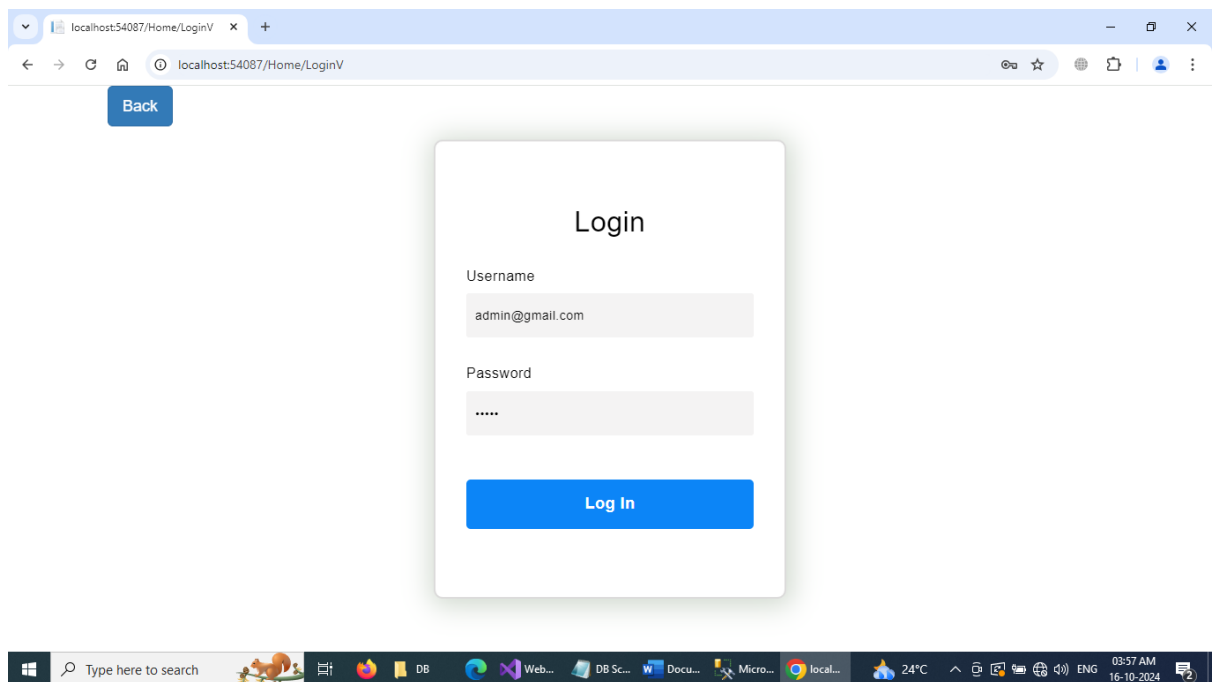 localhost:54087/Home/LoginV
localhost:54087/Home/LoginV
Back
Login
Username
admin@gmail.com
Password
•••••
Log In
Type here to search
DB
Web...
DB Sc...
Docu...
Micro...
local...
24°C
ENG
03:57 AM
16-10-2024
2